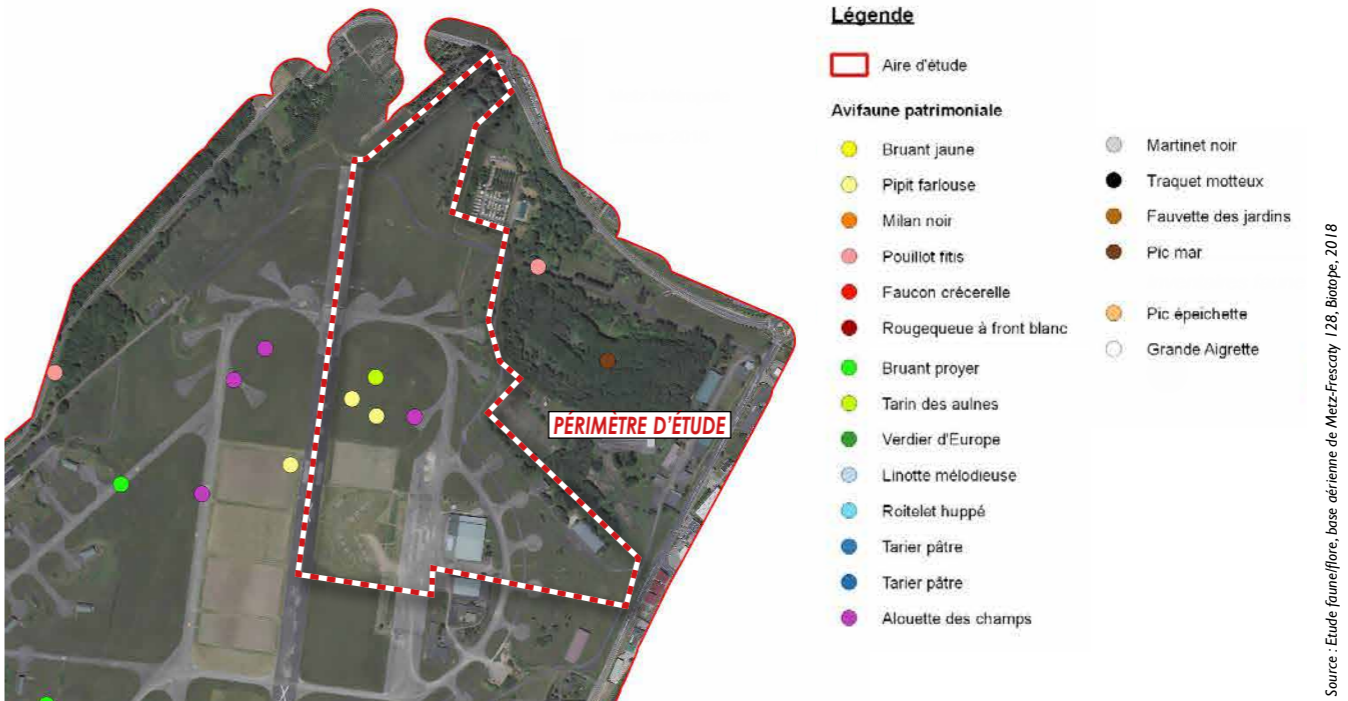 Légende
Aire d'étude
Avifaune patrimoniale
Bruant jaune
Pipit farlouse
Milan noir
Pouillot fitis
Faucon crécerelle
Rougequeue à front blanc
Bruant proyer
Tarin des aulnes
Verdier d'Europe
Linotte mélodieuse
Roitelet huppé
Tarier pâtre
Tarier pâtre
Alouette des champs
Martinet noir
Traquet motteux
Fauvette des jardins
Pic mar
Pic épeichette
Grande Aigrette
PÉRIMÈTRE D'ÉTUDE
Source : Etude faune/flore, base aérienne de Metz-Frescaty 128, Biotope, 2018